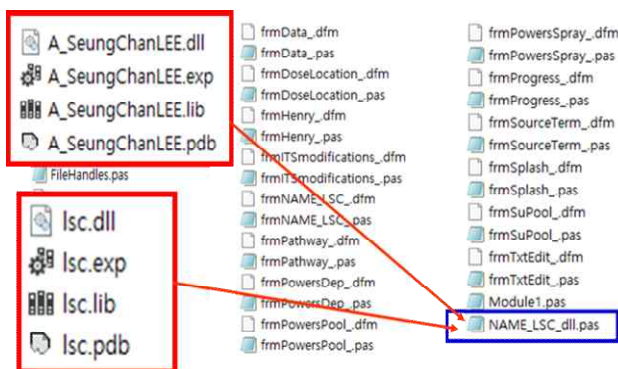 A_SeungChanLEE.dll
A_SeungChanLEE.exp
A_SeungChanLEE.lib
A_SeungChanLEE.pdb
FileHandles.pas
lsc.dll
lsc.exp
lsc.lib
lsc.pdb
frmData_.dfm
frmData_.pas
frmDoseLocation_.dfm
frmDoseLocation_.pas
frmHenry_.dfm
frmHenry_.pas
frmITSmodifications_.dfm
frmITSmodifications_.pas
frmNAME_LSC_.dfm
frmNAME_LSC_.pas
frmPathway_.dfm
frmPathway_.pas
frmPowersDep_.dfm
frmPowersDep_.pas
frmPowersPool_.dfm
frmPowersPool_.pas
frmPowersSpray_.dfm
frmPowersSpray_.pas
frmProgress_.dfm
frmProgress_.pas
frmSourceTerm_.dfm
frmSourceTerm_.pas
frmSplash_.dfm
frmSplash_.pas
frmSuPool_.dfm
frmSuPool_.pas
frmTxtEdit_.dfm
frmTxtEdit_.pas
Module1.pas
NAME_LSC_dll.pas